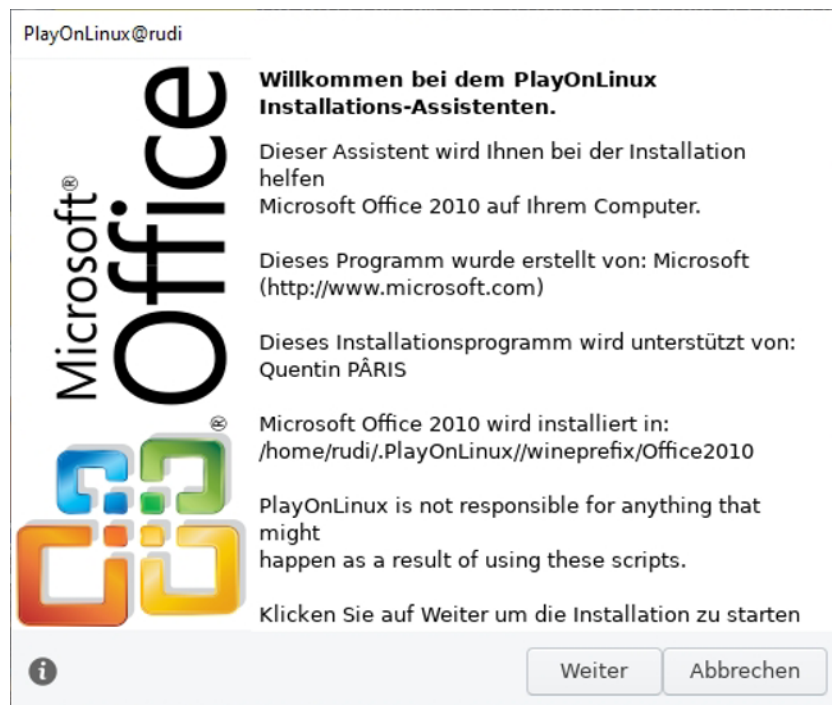 PlayOnLinux@rudi
Microsoft®
Office®
Willkommen bei dem PlayOnLinux
Installations-Assistenten.
Dieser Assistent wird Ihnen bei der Installation
helfen
Microsoft Office 2010 auf Ihrem Computer.
Dieses Programm wurde erstellt von: Microsoft
(http://www.microsoft.com)
Dieses Installationsprogramm wird unterstützt von:
Quentin PÂRIS
Microsoft Office 2010 wird installiert in:
/home/rudi/.PlayOnLinux//wineprefix/Office2010
PlayOnLinux is not responsible for anything that
might
happen as a result of using these scripts.
Klicken Sie auf Weiter um die Installation zu starten
Weiter
Abbrechen